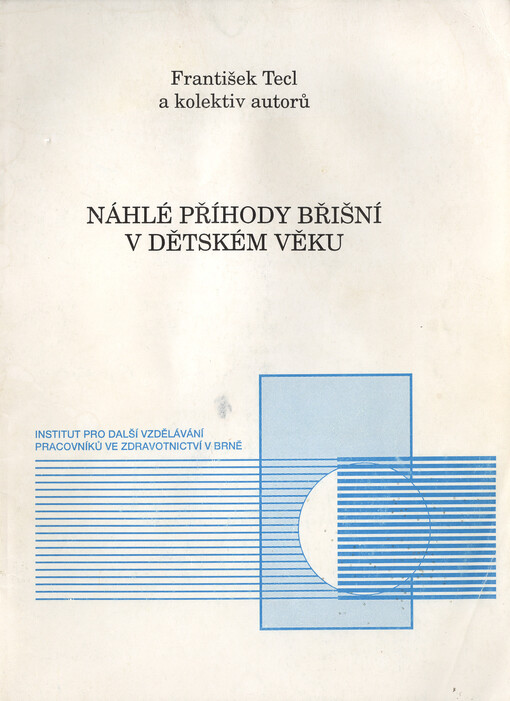 František Tecl
a kolektiv autorů
NÁHLÉ PŘÍHODY BŘIŠNÍ
V DĚTSKÉM VĚKU
INSTITUT PRO DALŠÍ VZDĚLÁVÁNÍ
PRACOVNÍKŮ VE ZDRAVOTNICTVÍ V BRNĚ